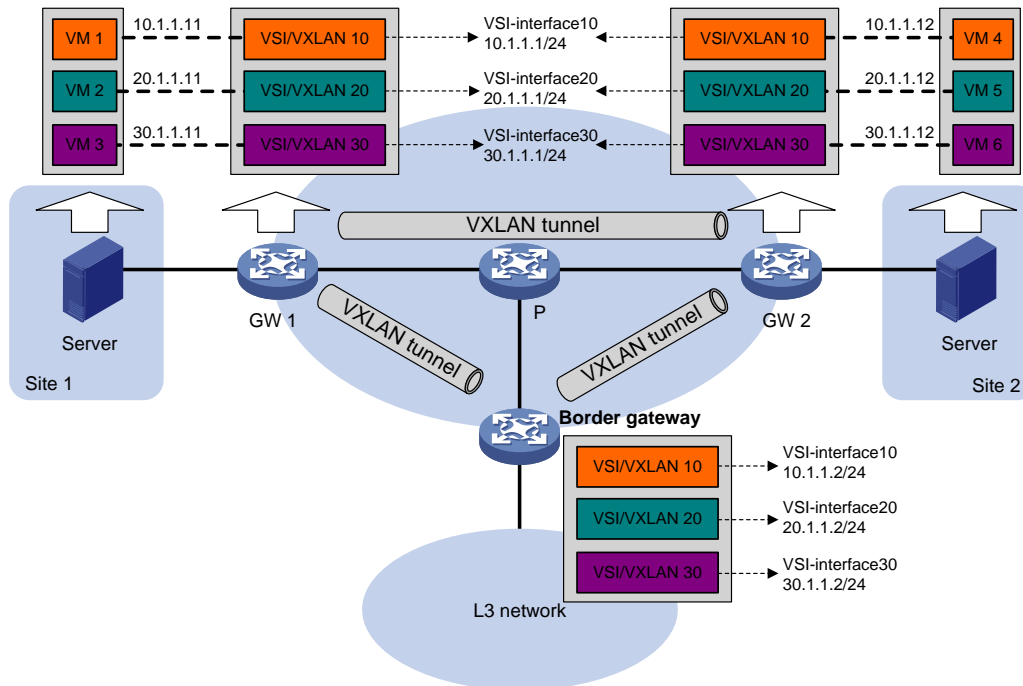 VM 1
10.1.1.11
VSI/VXLAN 10
VSI-interface10
10.1.1.1/24
VSI/VXLAN 10
10.1.1.12
VM 4
VM 2
20.1.1.11
VSI/VXLAN 20
VSI-interface20
20.1.1.1/24
VSI/VXLAN 20
20.1.1.12
VM 5
VM 3
30.1.1.11
VSI/VXLAN 30
VSI-interface30
30.1.1.1/24
VSI/VXLAN 30
30.1.1.12
VM 6
VXLAN tunnel
Server
Site 1
GW 1
P
GW 2
Server
Site 2
VXLAN tunnel
VXLAN tunnel
Border gateway
VSI/VXLAN 10
VSI-interface10
10.1.1.2/24
VSI/VXLAN 20
VSI-interface20
20.1.1.2/24
VSI/VXLAN 30
VSI-interface30
30.1.1.2/24
L3 network